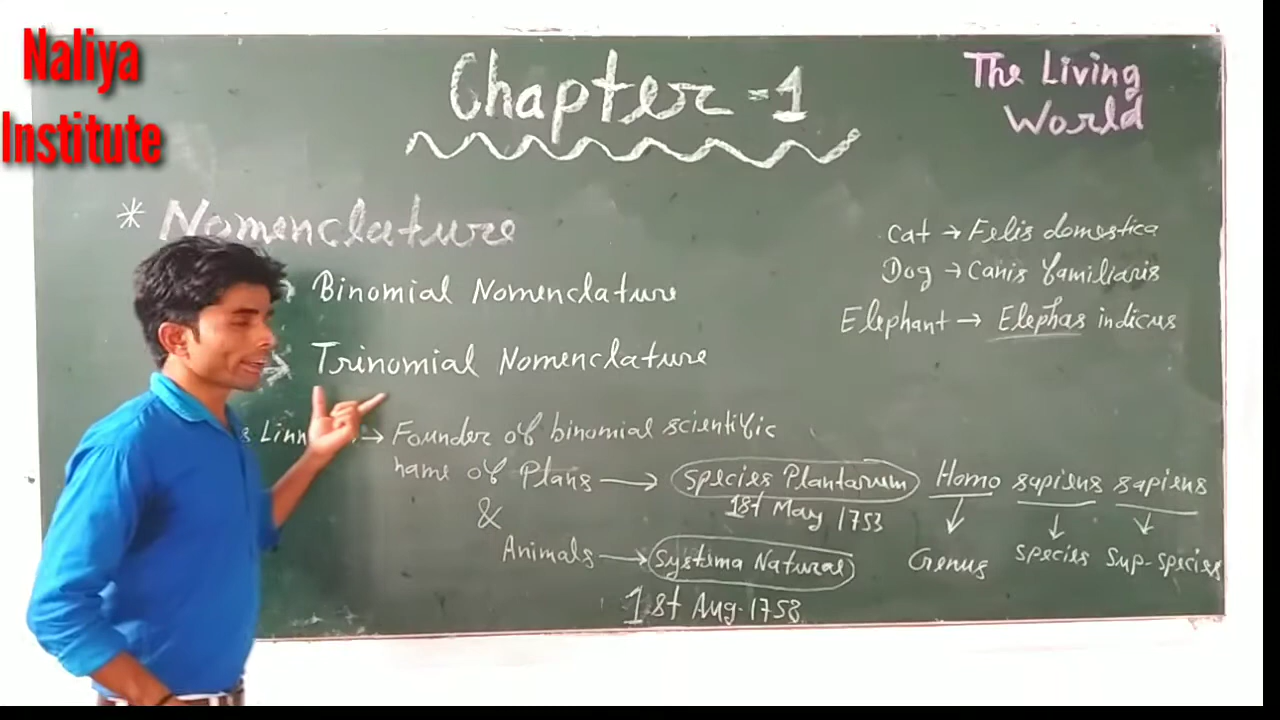 Naliya
Institute
Chapter - 1
The Living
World
* Nomenclature
Binomial Nomenclature
Trinomial Nomenclature
Cat → Felis domestica
Dog → Canis familiaris
Elephant → Elephas indicus
→ Founder of binomial scientific
name of Plans → Species Plantarum
1st May 1753
&
Animals → Systima Natural
1st Aug. 1758
Homo sapiens sapiens
Genus Species Sup-species